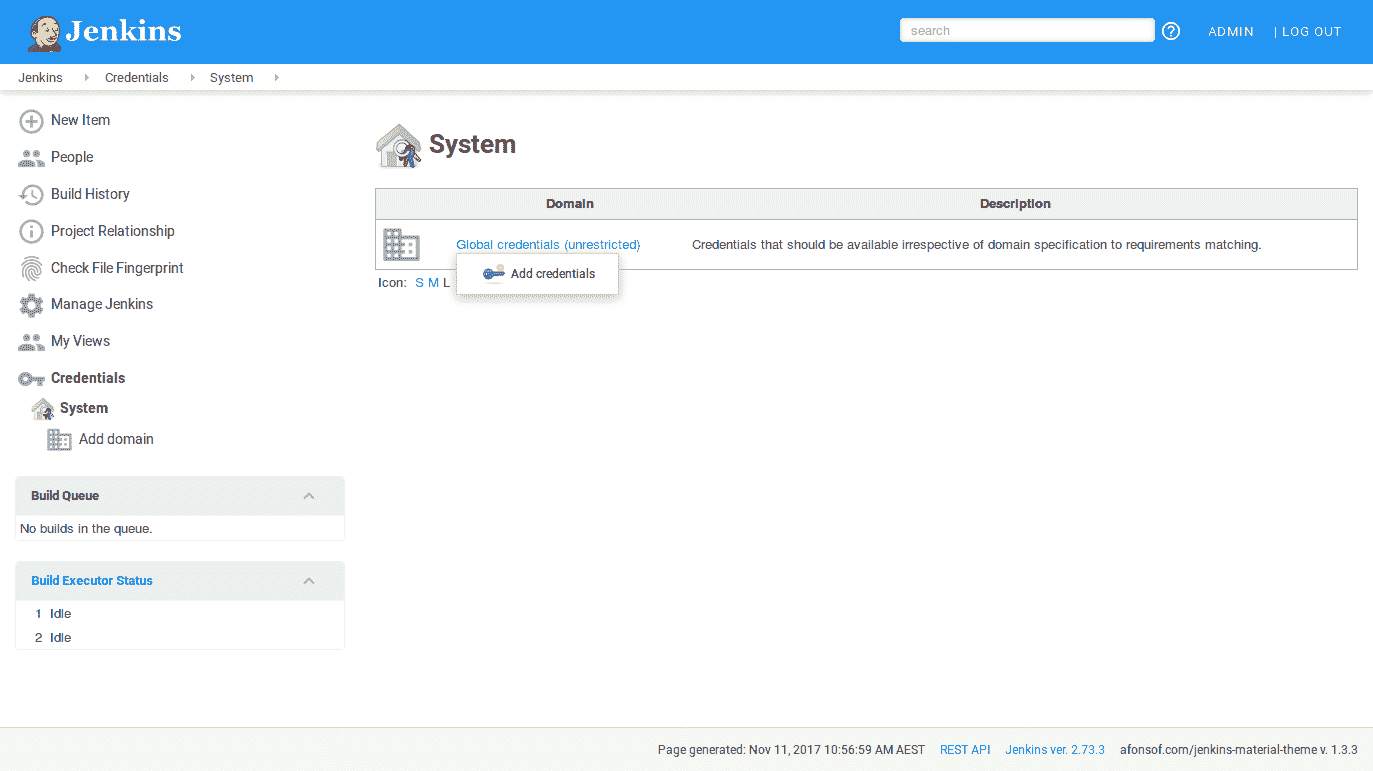 Jenkins
search
ADMIN | LOG OUT
Jenkins Credentials System
New Item
People
Build History
Project Relationship
Check File Fingerprint
Manage Jenkins
My Views
Credentials
System
Add domain
Build Queue
No builds in the queue.
Build Executor Status
1 Idle
2 Idle
System
Domain Description
Global credentials (unrestricted) Credentials that should be available irrespective of domain specification to requirements matching.
Add credentials
Icon: S M L
Page generated: Nov 11, 2017 10:56:59 AM AEST REST API Jenkins ver. 2.73.3 afonsof.com/jenkins-material-theme v. 1.3.3